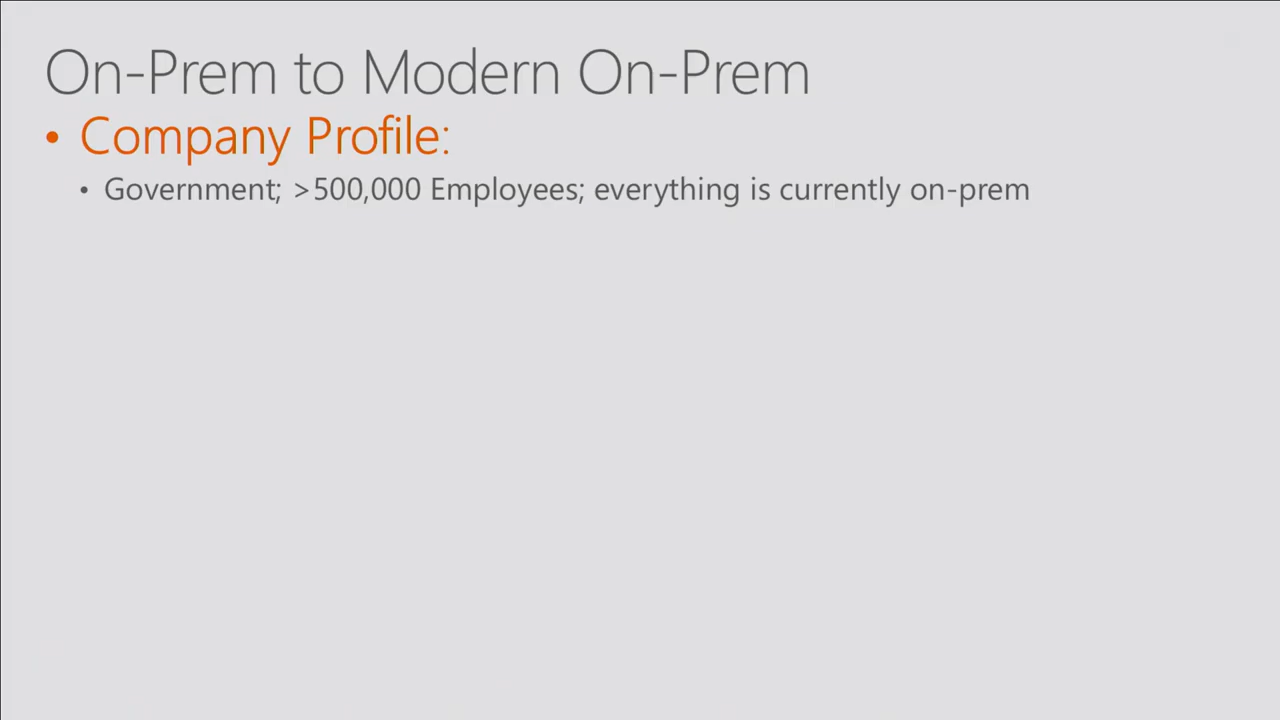 On-Prem to Modern On-Prem
• Company Profile:
• Government; >500,000 Employees; everything is currently on-prem